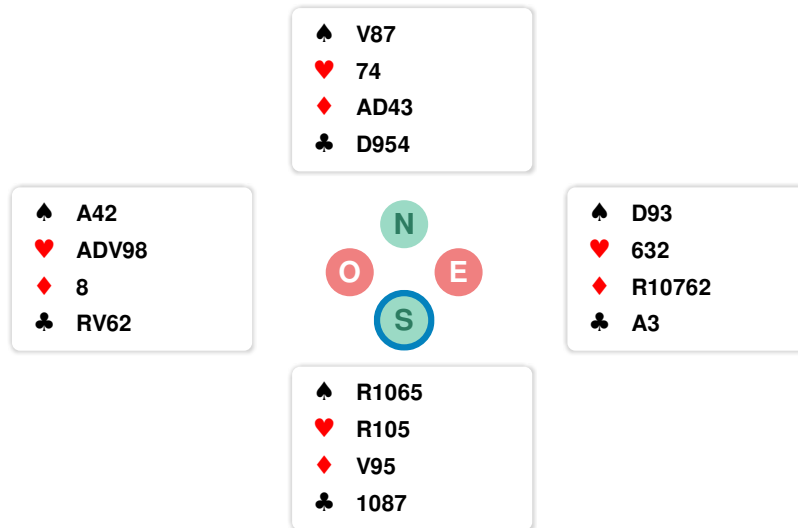 ♠ V87
♥ 74
♦ AD43
♣ D954
♠ A42
♥ ADV98
♦ 8
♣ RV62
N
O
E
S
♠ D93
♥ 632
♦ R10762
♣ A3
♠ R1065
♥ R105
♦ V95
♣ 1087